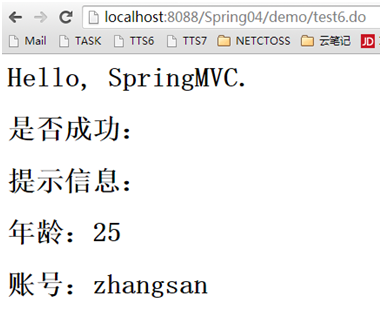 localhost:8088/Spring04/demo/test6.do
Mail TASK TTS6 TTS7 NETCTOSS 云笔记 JD
Hello, SpringMVC.
是否成功：
提示信息：
年龄：25
账号：zhangsan